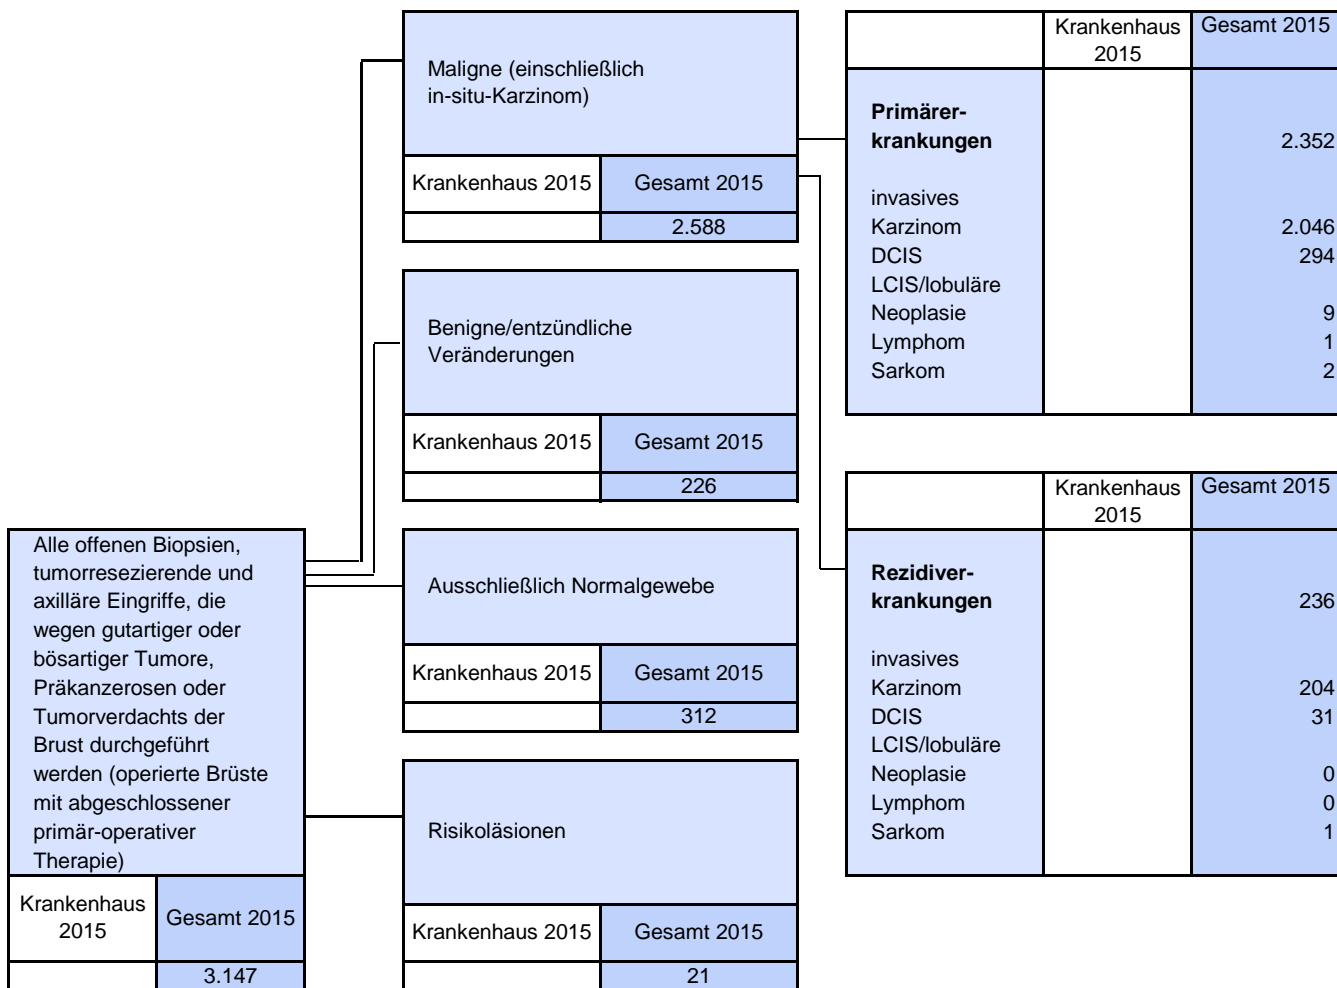 Alle offenen Biopsien,
tumorresezierende und
axilläre Eingriffe, die
wegen gutartiger oder
bösartiger Tumore,
Präkanzerosen oder
Tumorverdachts der
Brust durchgeführt
werden (operierte Brüste
mit abgeschlossener
primär-operativer
Therapie)
Krankenhaus
2015
Gesamt 2015
3.147
Maligne (einschließlich
in-situ-Karzinom)
Krankenhaus 2015 Gesamt 2015
2.588
Benigne/entzündliche
Veränderungen
Krankenhaus 2015 Gesamt 2015
226
Ausschließlich Normalgewebe
Krankenhaus 2015 Gesamt 2015
312
Risikoläsionen
Krankenhaus 2015 Gesamt 2015
21
Krankenhaus
2015
Gesamt 2015
Primärer-
krankungen 2.352
invasives
Karzinom 2.046
DCIS 294
LCIS/lobuläre
Neoplasie 9
Lymphom 1
Sarkom 2
Krankenhaus
2015
Gesamt 2015
Rezidiver-
krankungen 236
invasives
Karzinom 204
DCIS 31
LCIS/lobuläre
Neoplasie 0
Lymphom 0
Sarkom 1